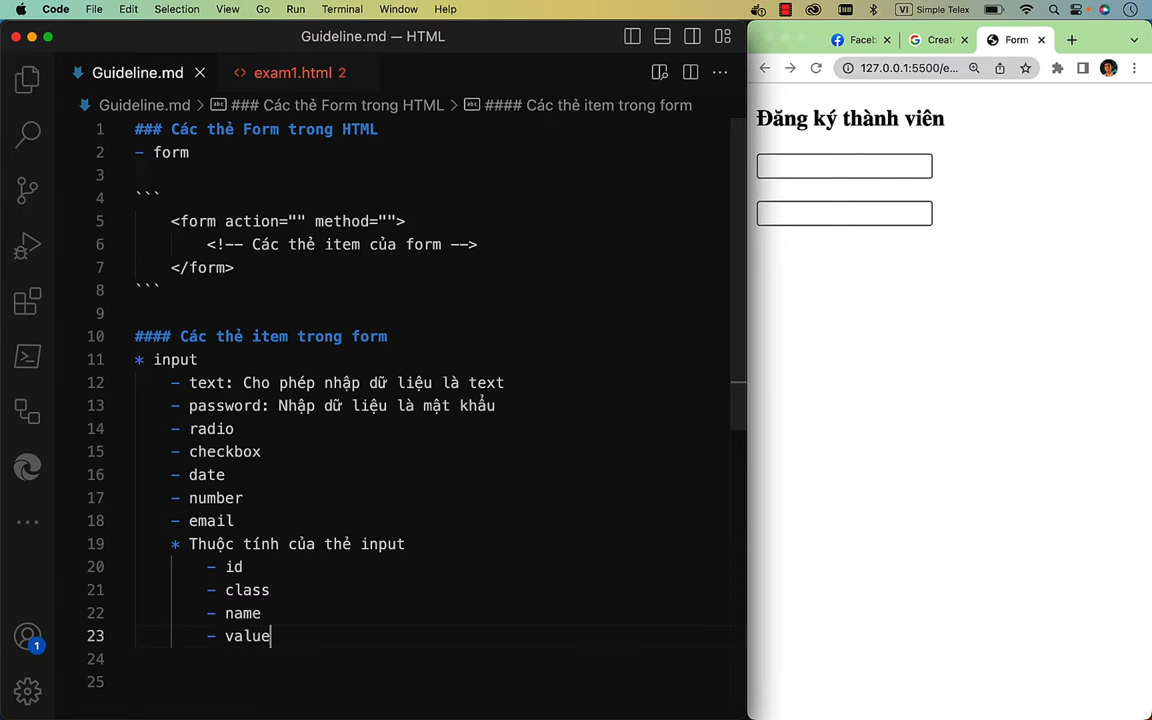 Code File Edit Selection View Go Run Terminal Window Help VI Simple Telex
Guideline.md — HTML
Guideline.md
exam1.html 2
Guideline.md > ### Các thẻ Form trong HTML > #### Các thẻ item trong form
1 ### Các thẻ Form trong HTML
2 - form
3
4 ```
5 <form action="" method="">
6 <!-- Các thẻ item của form -->
7 </form>
8 ```
9
10 #### Các thẻ item trong form
11 * input
12 - text: Cho phép nhập dữ liệu là text
13 - password: Nhập dữ liệu là mật khẩu
14 - radio
15 - checkbox
16 - date
17 - number
18 - email
19 * Thuộc tính của thẻ input
20 - id
21 - class
22 - name
23 - value
24
25
1
Faceb
Create
Form
127.0.0.1:5500/e...
Đăng ký thành viên